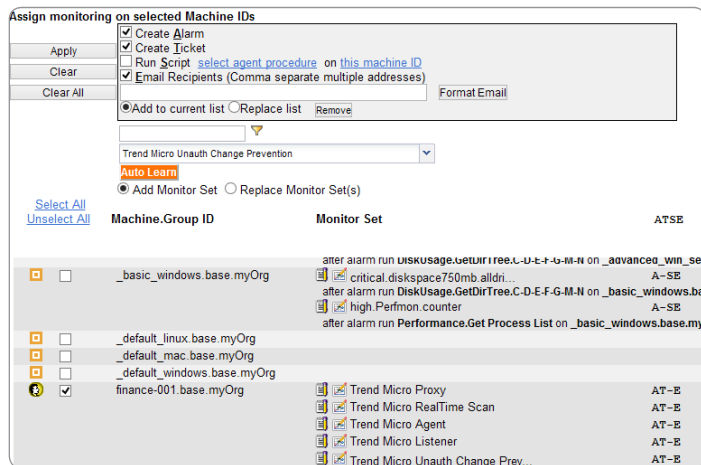 Assign monitoring on selected Machine IDs
Create Alarm
Apply
Create Ticket
Run Script select agent procedure on this machine ID
Clear
Email Recipients (Comma separate multiple addresses)
Clear All
Format Email
Add to current list Replace list Remove
Trend Micro Unauth Change Prevention
Auto Learn
Add Monitor Set Replace Monitor Set(s)
Select All
Unselect All Machine.Group ID Monitor Set ATSE
after alarm run DiskUsage.GetDirTree.C-D-E-F-G-M-N on _advanced_win_se
_basic_windows.base.myOrg critical.diskspace750mb.alldri... A-SE
after alarm run DiskUsage.GetDirTree.C-D-E-F-G-M-N on _basic_windows.ba
high.Perfmon.counter A-SE
after alarm run Performance.Get Process List on _basic_windows.base.my
_default_linux.base.myOrg
_default_mac.base.myOrg
_default_windows.base.myOrg
finance-001.base.myOrg Trend Micro Proxy AT-E
Trend Micro RealTime Scan AT-E
Trend Micro Agent AT-E
Trend Micro Listener AT-E
Trend Micro Unauth Change Prev... AT-E